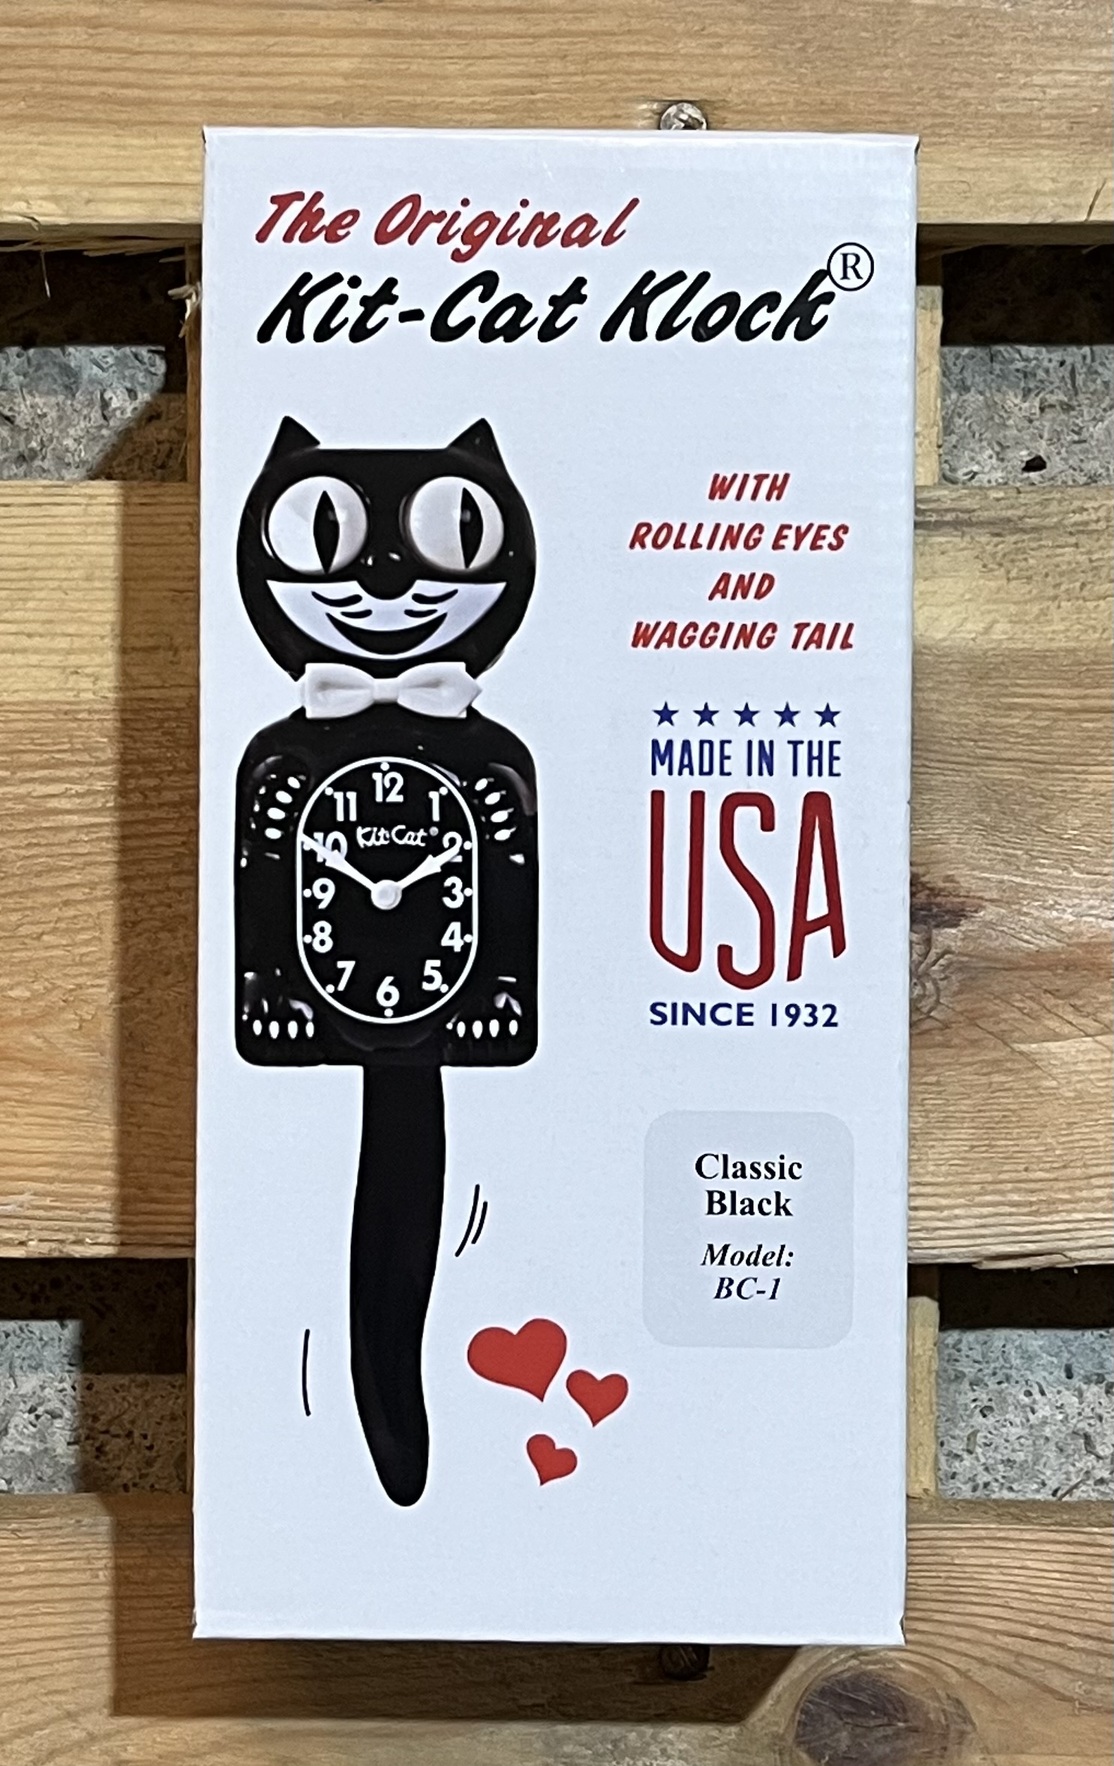 The Original
Kit-Cat Klock®
WITH
ROLLING EYES
AND
WAGGING TAIL
MADE IN THE
USA
SINCE 1932
12
11 1
Kit-Cat®
10 2
9 3
8 4
7 5
6
Classic
Black
Model:
BC-1